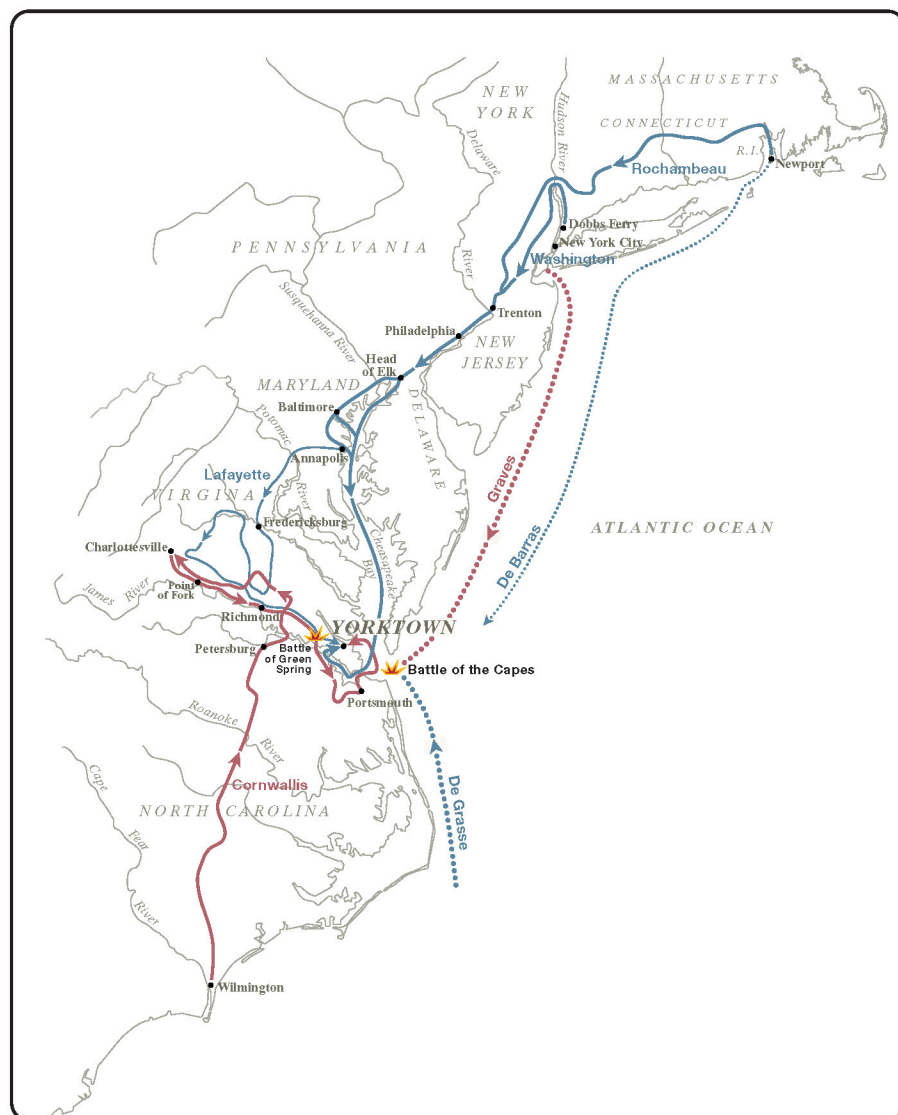 MASSACHUSETTS
NEW
YORK
Hudson River
CONNECTICUT
R.I.
Delaware
River
Newport
Rochambeau
Dobbs Ferry
New York City
Washington
PENNSYLVANIA
Susquehanna River
Trenton
Philadelphia
NEW
JERSEY
Head
of Elk
MARYLAND
DELAWARE
Baltimore
Potomac
River
Annapolis
Lafayette
VIRGINIA
Graves
ATLANTIC OCEAN
De Barras
Fredericksburg
Cheasapeake
Bay
Charlottesville
Point
of Fork
James River
Richmond
YORKTOWN
Petersburg
Battle
of Green
Spring
Battle of the Capes
Portsmouth
Roanoke
River
Cornwallis
De Grasse
Cape
Fear
River
NORTH CAROLINA
Wilmington